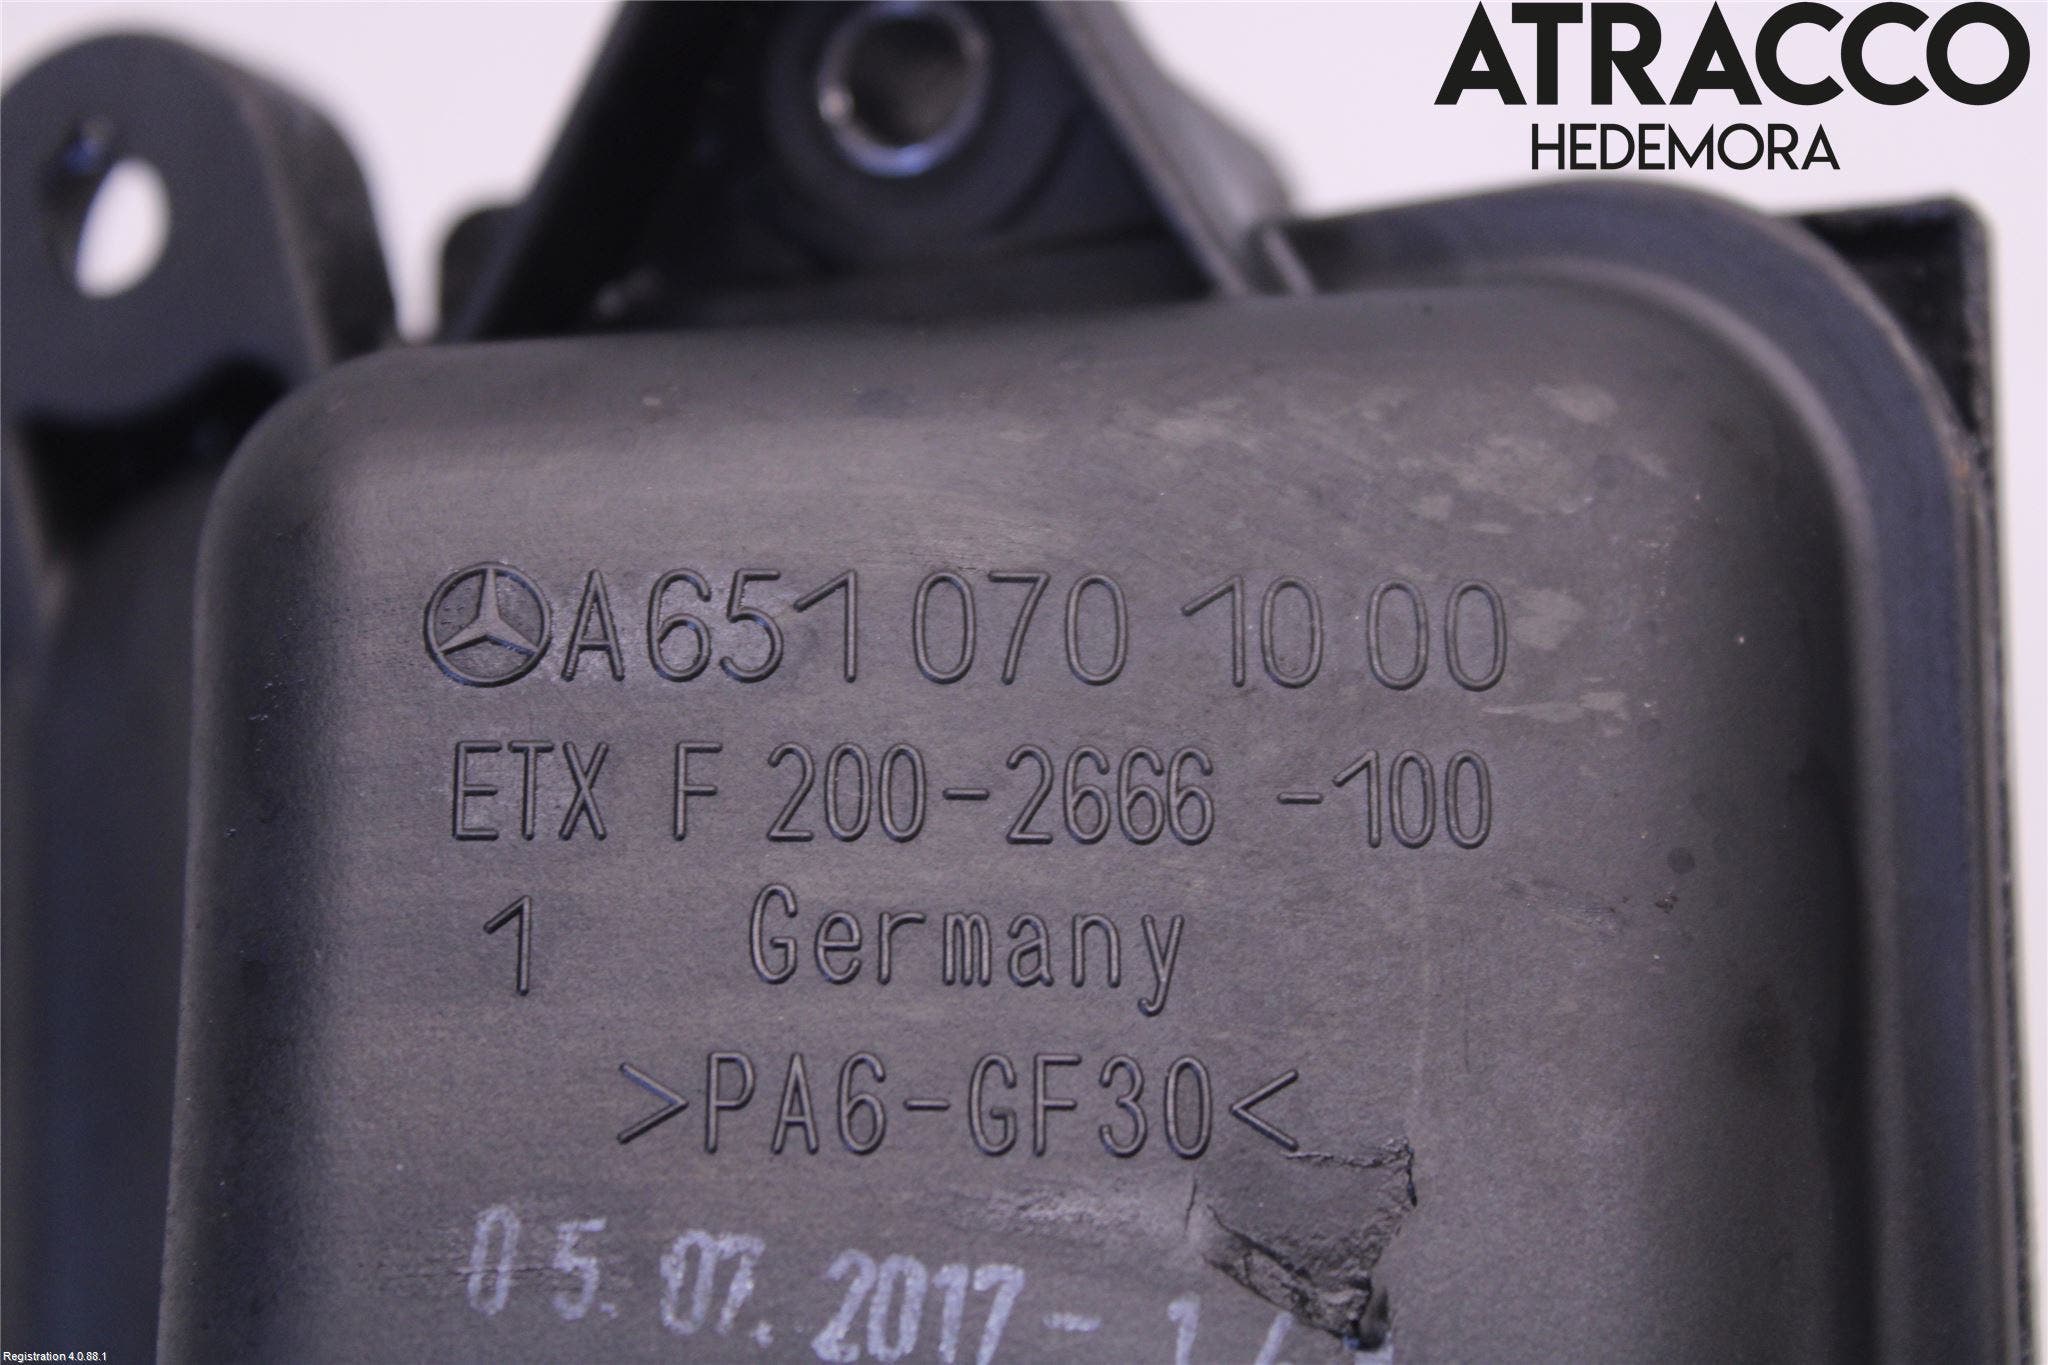 ATRACCO
HEDEMORA
A651 070 10 00
ETX F 200-2666-100
1 Germany
>PA6-GF30<
05.07.2017-
Registration 4.0.88.1